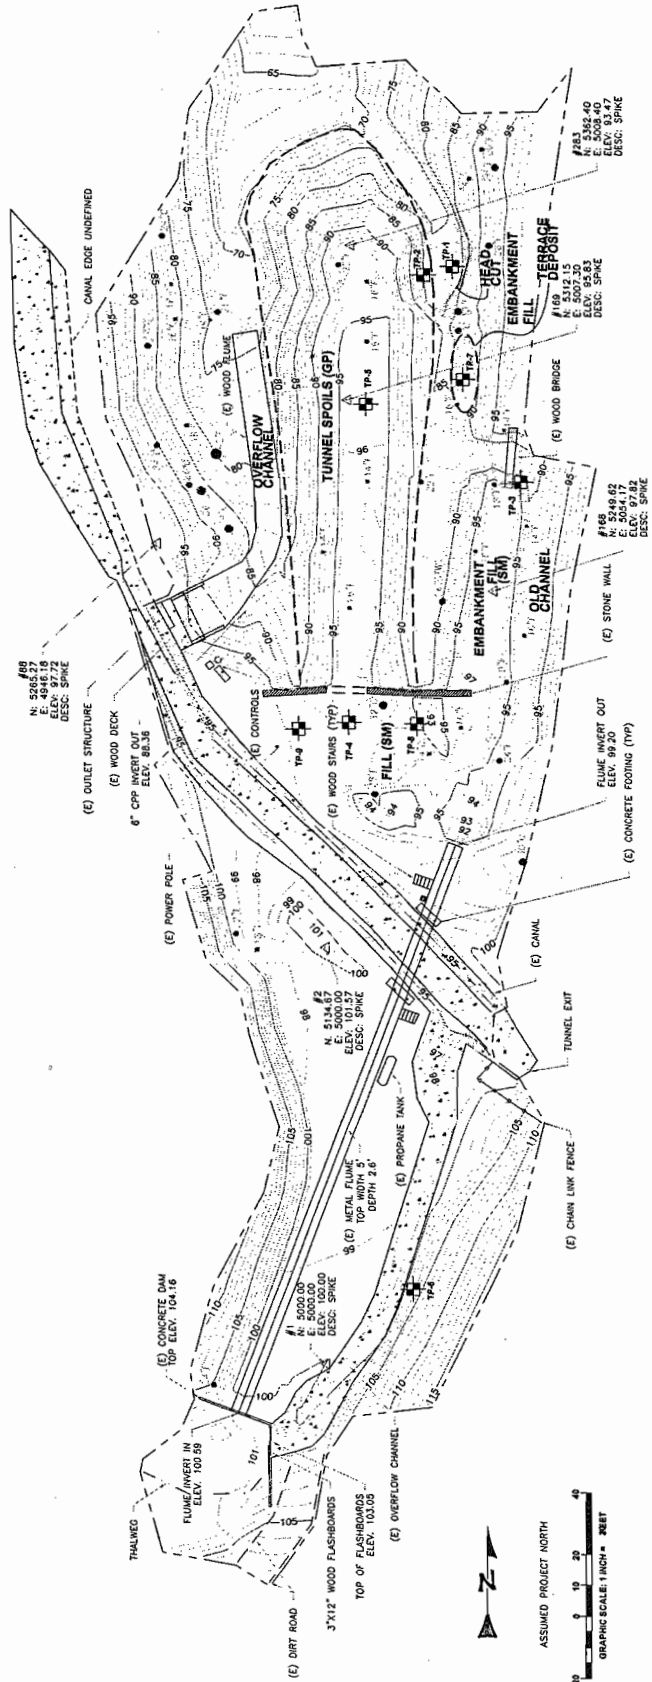 THALWEG
FLUME INVERT IN
ELEV. 100.59
(E) CONCRETE DAM
TOP ELEV. 104.16
(E) DIRT ROAD
3"X12" WOOD FLASHBOARDS
TOP OF FLASHBOARDS
ELEV. 103.05
(E) OVERFLOW CHANNEL
#1
N: 5000.00
E: 5000.00
ELEV: 100.00
DESC: SPIKE
(E) METAL FLUME
TOP WIDTH 5'
DEPTH 2.6'
(E) PROPANE TANK
TP-6
(E) CHAIN LINK FENCE
TUNNEL EXIT
(E) CANAL
#2
N: 5134.67
E: 5000.00
ELEV: 101.57
DESC: SPIKE
(E) POWER POLE
(E) CONCRETE FOOTING (TYP)
FLUME INVERT OUT
ELEV. 99.20
(E) STONE WALL
FILL (SM)
(E) WOOD STAIRS (TYP)
(E) CONTROLS
TP-9
TP-4
6" CPP INVERT OUT
ELEV. 88.36
(E) WOOD DECK
(E) OUTLET STRUCTURE
#88
N: 5265.27
E: 4946.18
ELEV: 97.72
DESC: SPIKE
CANAL EDGE UNDEFINED
(E) WOOD FLUME
OVERFLOW
CHANNEL
TUNNEL SPOILS (GP)
TP-5
EMBANKMENT
FILL
(SM)
OLD
CHANNEL
#168
N: 5249.62
E: 5054.17
ELEV: 97.82
DESC: SPIKE
TP-3
(E) WOOD BRIDGE
TP-7
TP-2
TP-1
HEAD
CUT
EMBANKMENT
FILL
TERRACE
DEPOSIT
#169
N: 5312.15
E: 5007.30
ELEV: 95.83
DESC: SPIKE
#283
N: 5362.40
E: 5008.40
ELEV: 93.47
DESC: SPIKE
N
ASSUMED PROJECT NORTH
10 0 10 20 40
GRAPHIC SCALE: 1 INCH = FEET